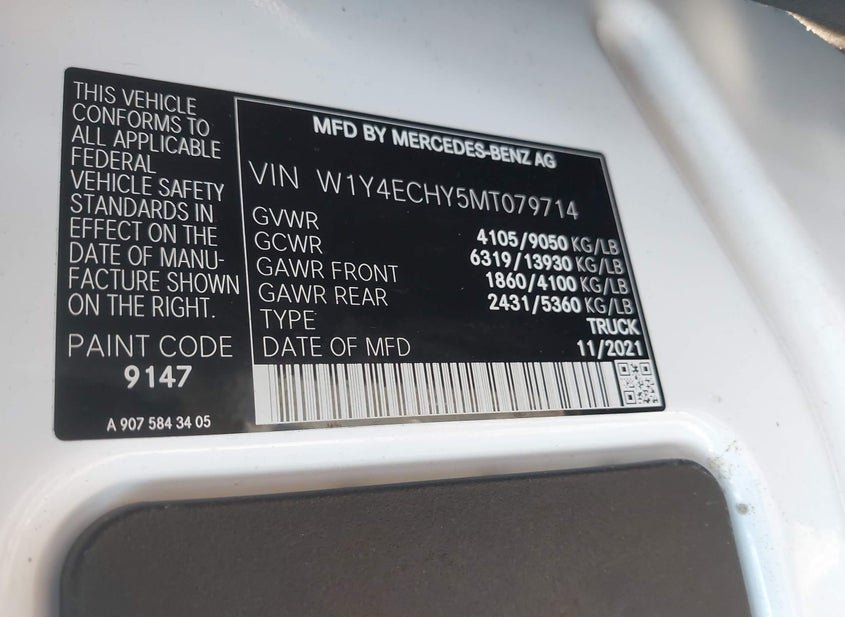 THIS VEHICLE
CONFORMS TO
ALL APPLICABLE
FEDERAL
VEHICLE SAFETY
STANDARDS IN
EFFECT ON THE
DATE OF MANU-
FACTURE SHOWN
ON THE RIGHT.
PAINT CODE
9147
A 907 584 34 05
MFD BY MERCEDES-BENZ AG
VIN W1Y4ECHY5MT079714
GVWR 4105/9050 KG/LB
GCWR 6319/13930 KG/LB
GAWR FRONT 1860/4100 KG/LB
GAWR REAR 2431/5360 KG/LB
TYPE TRUCK
DATE OF MFD 11/2021